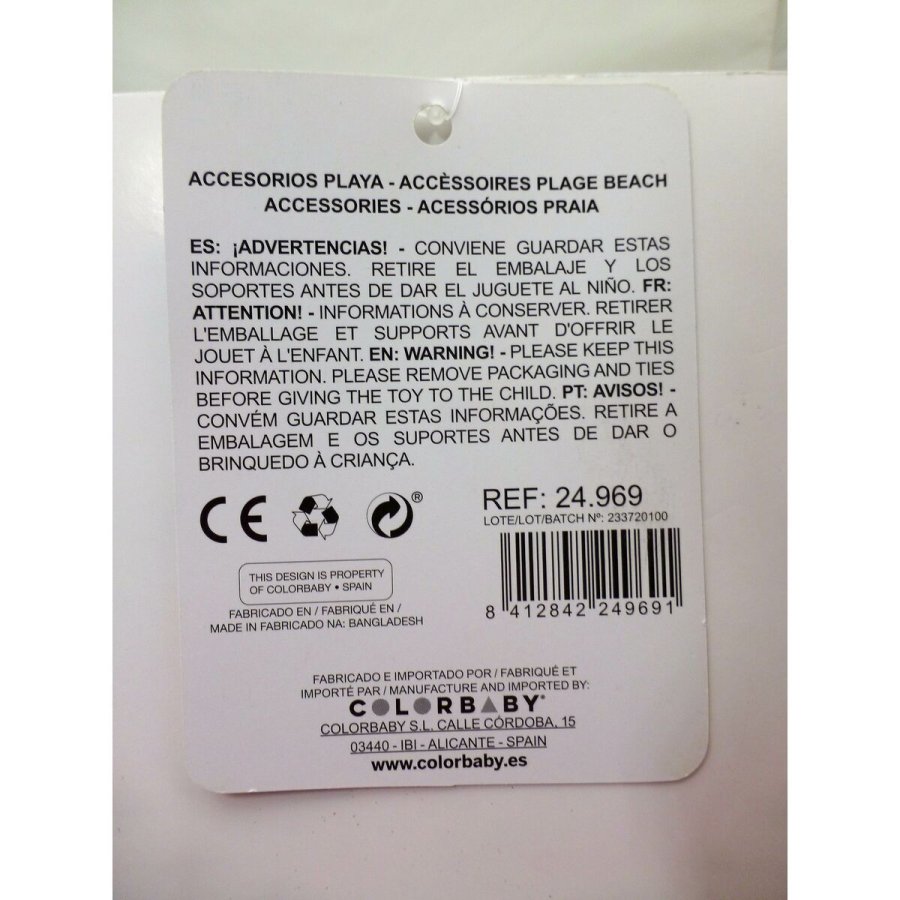 ACCESORIOS PLAYA - ACCÈSSOIRES PLAGE BEACH
ACCESSORIES - ACESSÓRIOS PRAIA
ES: ¡ADVERTENCIAS! - CONVIENE GUARDAR ESTAS
INFORMACIONES. RETIRE EL EMBALAJE Y LOS
SOPORTES ANTES DE DAR EL JUGUETE AL NIÑO. FR:
ATTENTION! - INFORMATIONS À CONSERVER. RETIRER
L'EMBALLAGE ET SUPPORTS AVANT D'OFFRIR LE
JOUET À L'ENFANT. EN: WARNING! - PLEASE KEEP THIS
INFORMATION. PLEASE REMOVE PACKAGING AND TIES
BEFORE GIVING THE TOY TO THE CHILD. PT: AVISOS! -
CONVÉM GUARDAR ESTAS INFORMAÇÕES. RETIRE A
EMBALAGEM E OS SUPORTES ANTES DE DAR O
BRINQUEDO À CRIANÇA.
CE
®
REF: 24.969
LOTE/LOT/BATCH Nº: 233720100
8 412842 249691
THIS DESIGN IS PROPERTY
OF COLORBABY • SPAIN
FABRICADO EN / FABRIQUÉ EN /
MADE IN FABRICADO NA: BANGLADESH
FABRICADO E IMPORTADO POR / FABRIQUÉ ET
IMPORTÉ PAR / MANUFACTURE AND IMPORTED BY:
COLORBABY®
COLORBABY S.L. CALLE CÓRDOBA, 15
03440 - IBI - ALICANTE - SPAIN
www.colorbaby.es